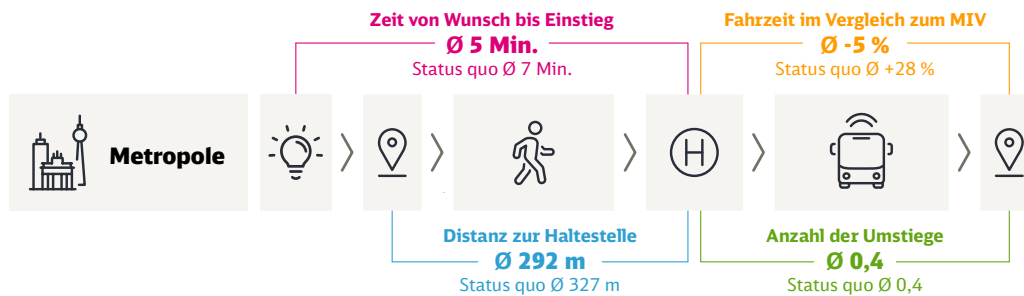 Zeit von Wunsch bis Einstieg
Ø 5 Min.
Status quo Ø 7 Min.
Fahrzeit im Vergleich zum MIV
Ø -5 %
Status quo Ø +28 %
Metropole
H
Distanz zur Haltestelle
Ø 292 m
Status quo Ø 327 m
Anzahl der Umstiege
Ø 0,4
Status quo Ø 0,4